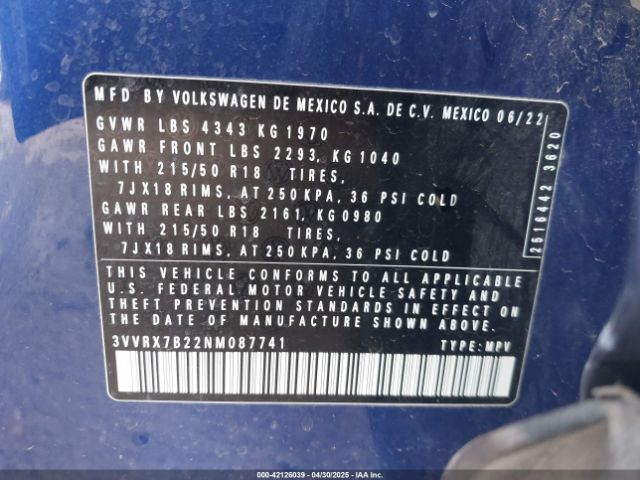 MFD BY VOLKSWAGEN DE MEXICO S.A. DE C.V. MEXICO 06/22
GVWR LBS 4343 KG 1970
GAWR FRONT LBS 2293, KG 1040
WITH 215/50 R18 TIRES,
7JX18 RIMS, AT 250 KPA, 36 PSI COLD
GAWR REAR LBS 2161, KG 0980
WITH 215/50 R18 TIRES,
7JX18 RIMS, AT 250 KPA, 36 PSI COLD
2516442 3620
THIS VEHICLE CONFORMS TO ALL APPLICABLE
U.S. FEDERAL MOTOR VEHICLE SAFETY AND
THEFT PREVENTION STANDARDS IN EFFECT ON
THE DATE OF MANUFACTURE SHOWN ABOVE
3VVRX7B22NM087741 TYPE: MPV
000-42126039 - 04/30/2025 - IAAI.COM